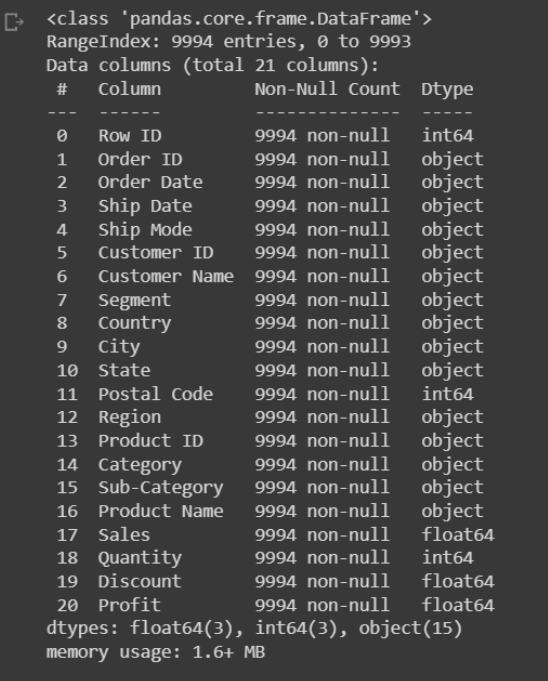 <class 'pandas.core.frame.DataFrame'>
RangeIndex: 9994 entries, 0 to 9993
Data columns (total 21 columns):
 #   Column         Non-Null Count  Dtype
---  ------         --------------  -----
 0   Row ID         9994 non-null   int64
 1   Order ID       9994 non-null   object
 2   Order Date     9994 non-null   object
 3   Ship Date      9994 non-null   object
 4   Ship Mode      9994 non-null   object
 5   Customer ID    9994 non-null   object
 6   Customer Name  9994 non-null   object
 7   Segment        9994 non-null   object
 8   Country        9994 non-null   object
 9   City           9994 non-null   object
 10  State          9994 non-null   object
 11  Postal Code    9994 non-null   int64
 12  Region         9994 non-null   object
 13  Product ID     9994 non-null   object
 14  Category       9994 non-null   object
 15  Sub-Category   9994 non-null   object
 16  Product Name   9994 non-null   object
 17  Sales          9994 non-null   float64
 18  Quantity       9994 non-null   int64
 19  Discount       9994 non-null   float64
 20  Profit         9994 non-null   float64
dtypes: float64(3), int64(3), object(15)
memory usage: 1.6+ MB